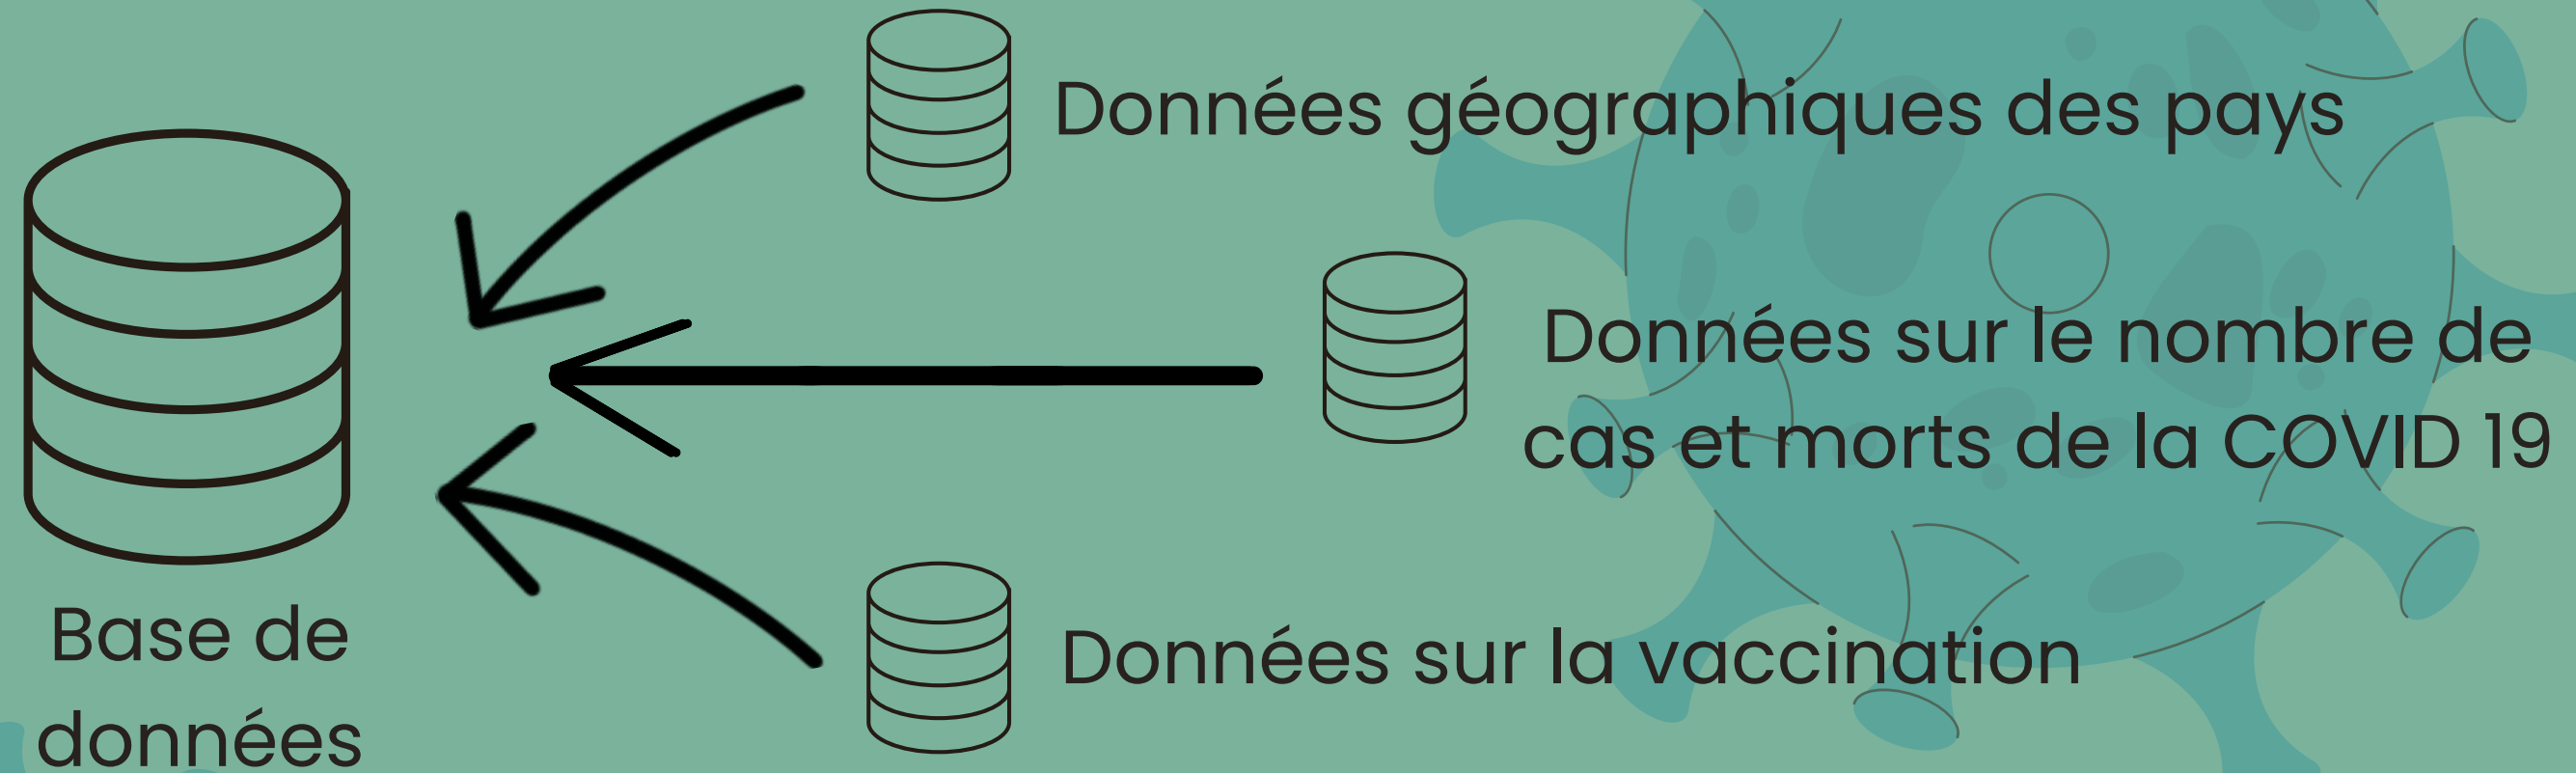 Données géographiques des pays
Données sur le nombre de
cas et morts de la COVID 19
Données sur la vaccination
Base de
données